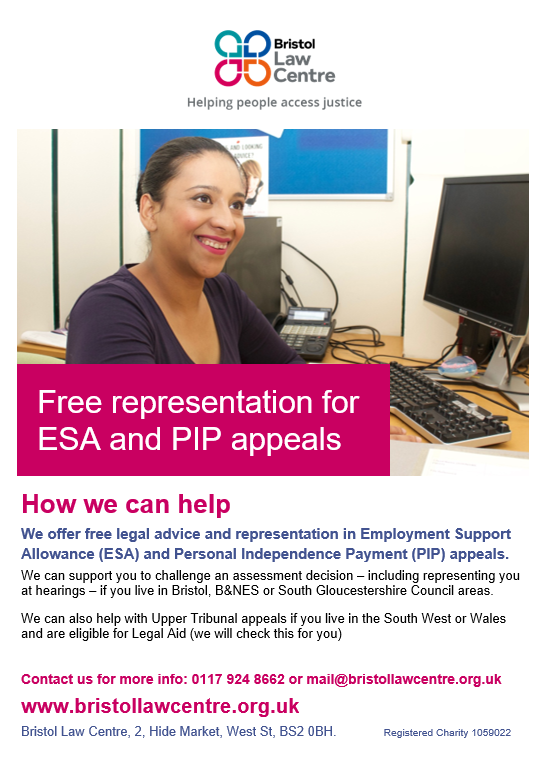 Bristol
Law
Centre
Helping people access justice
AND LOOKING
ADVICE?
Free representation for
ESA and PIP appeals
How we can help
We offer free legal advice and representation in Employment Support
Allowance (ESA) and Personal Independence Payment (PIP) appeals.
We can support you to challenge an assessment decision – including representing you
at hearings – if you live in Bristol, B&NES or South Gloucestershire Council areas.
We can also help with Upper Tribunal appeals if you live in the South West or Wales
and are eligible for Legal Aid (we will check this for you)
Contact us for more info: 0117 924 8662 or mail@bristollawcentre.org.uk
www.bristollawcentre.org.uk
Bristol Law Centre, 2, Hide Market, West St, BS2 0BH.
Registered Charity 1059022